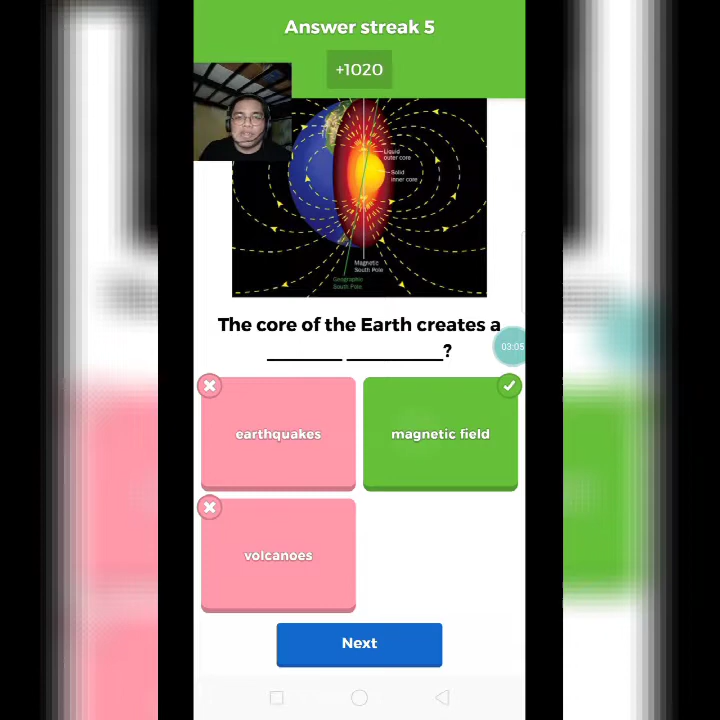 Answer streak 5
+1020
Liquid
outer core
Solid
inner core
Magnetic
South Pole
Geographic
South Pole
The core of the Earth creates a
________ __________?
03:05
earthquakes
magnetic field
volcanoes
Next